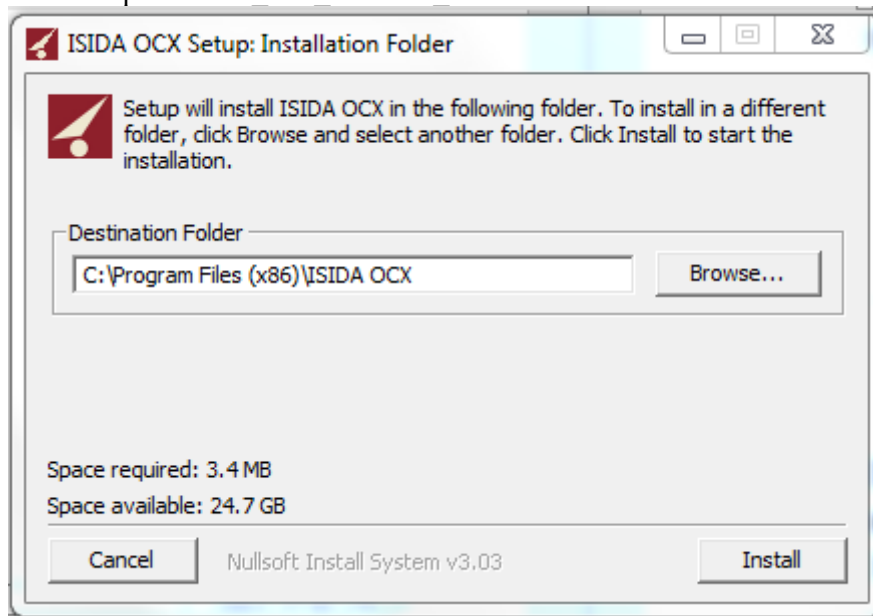 ISIDA OCX Setup: Installation Folder
Setup will install ISIDA OCX in the following folder. To install in a different
folder, click Browse and select another folder. Click Install to start the
installation.
Destination Folder
C:\Program Files (x86)\ISIDA OCX
Browse...
Space required: 3.4 MB
Space available: 24.7 GB
Cancel
Nullsoft Install System v3.03
Install